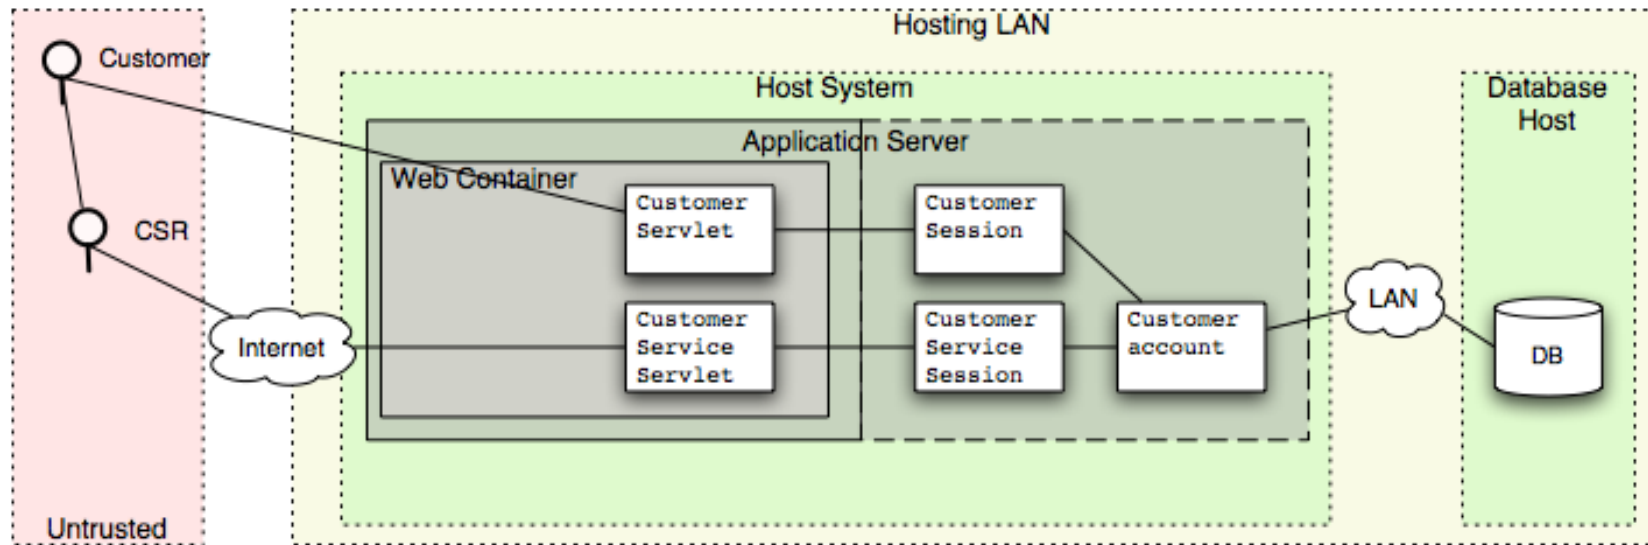 Hosting LAN
Customer
Host System
Database
Host
Application Server
Web Container
Customer
Servlet
Customer
Session
CSR
LAN
Internet
Customer
Service
Servlet
Customer
Service
Session
Customer
account
DB
Untrusted